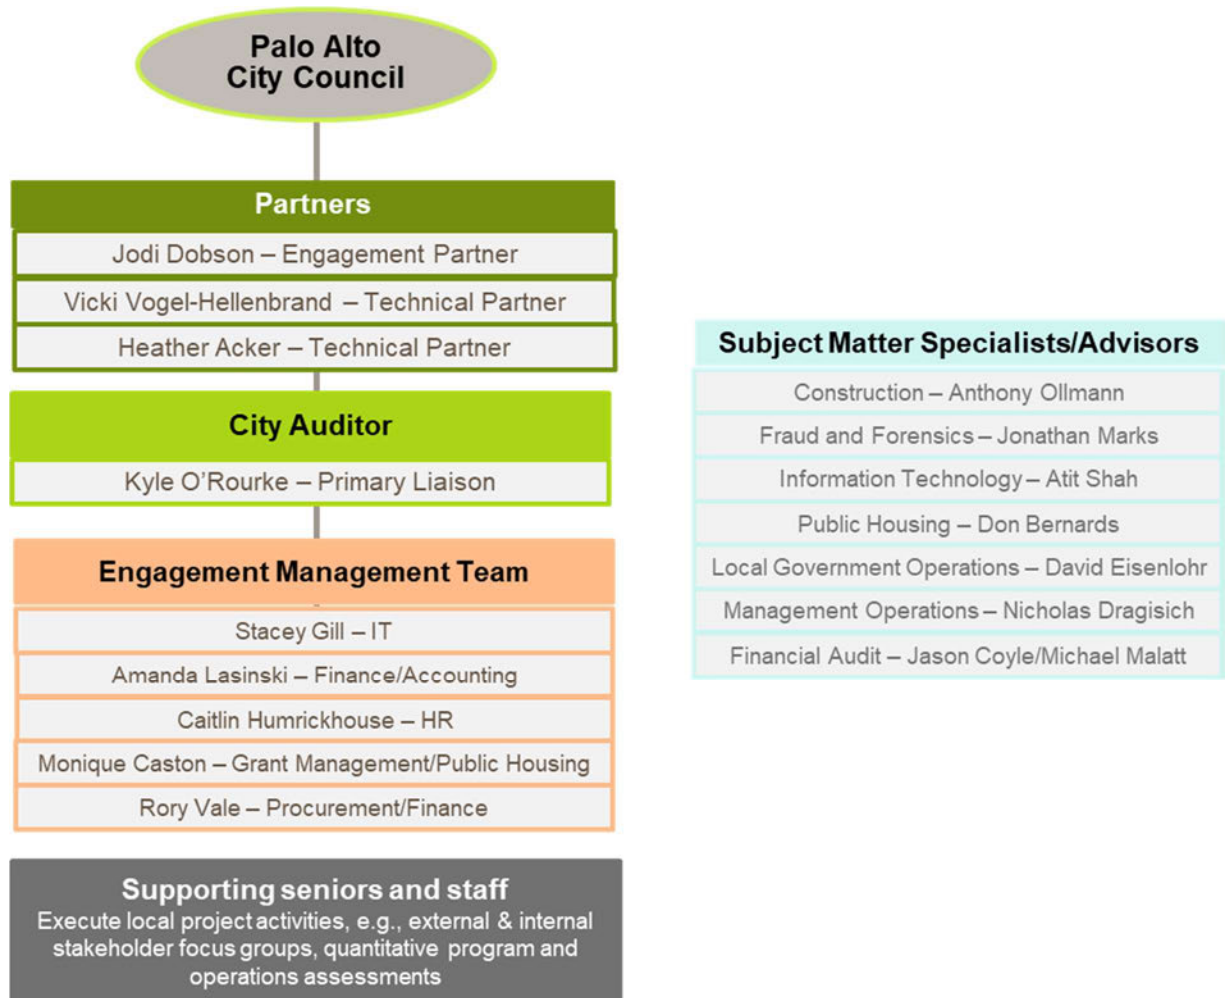 Palo Alto
City Council
Partners
Jodi Dobson – Engagement Partner
Vicki Vogel-Hellenbrand – Technical Partner
Heather Acker – Technical Partner
City Auditor
Kyle O’Rourke – Primary Liaison
Engagement Management Team
Stacey Gill – IT
Amanda Lasinski – Finance/Accounting
Caitlin Humrickhouse – HR
Monique Caston – Grant Management/Public Housing
Rory Vale – Procurement/Finance
Supporting seniors and staff
Execute local project activities, e.g., external & internal
stakeholder focus groups, quantitative program and
operations assessments
Subject Matter Specialists/Advisors
Construction – Anthony Ollmann
Fraud and Forensics – Jonathan Marks
Information Technology – Atit Shah
Public Housing – Don Bernards
Local Government Operations – David Eisenlohr
Management Operations – Nicholas Dragisich
Financial Audit – Jason Coyle/Michael Malatt